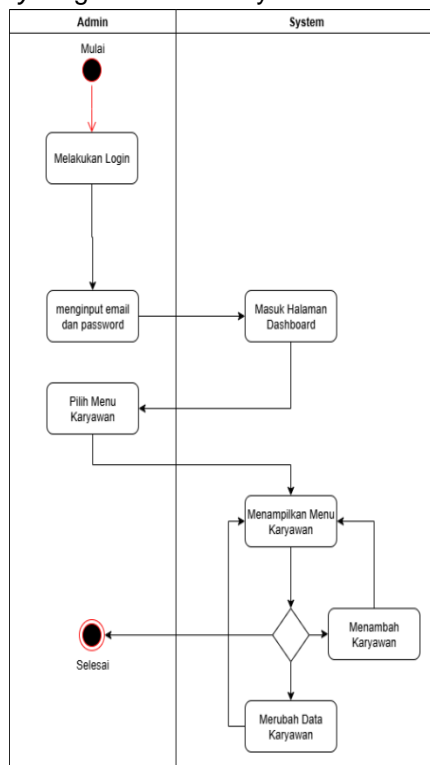 Admin
System
Mulai
Melakukan Login
menginput email
dan password
Masuk Halaman
Dashboard
Pilih Menu
Karyawan
Menampilkan Menu
Karyawan
Menambah
Karyawan
Selesai
Merubah Data
Karyawan